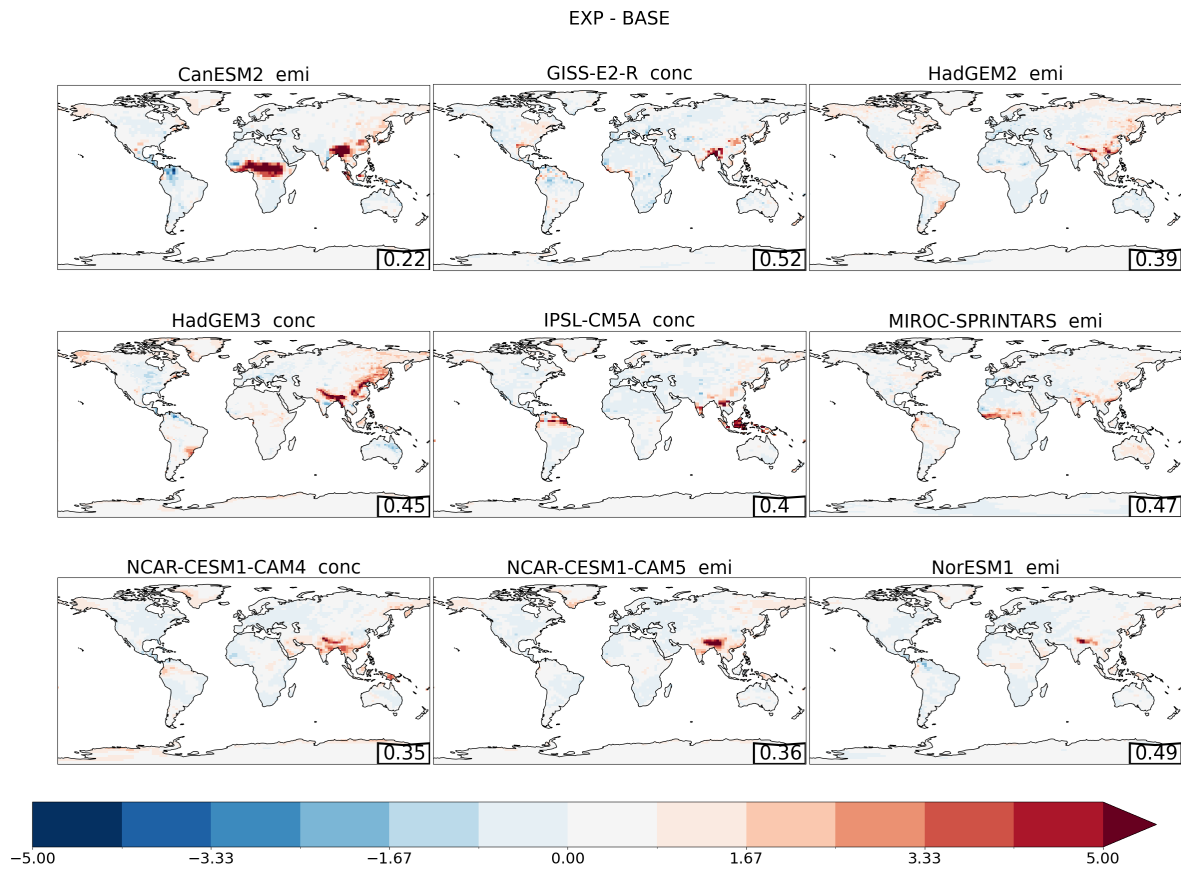 EXP - BASE
CanESM2 emi
GISS-E2-R conc
HadGEM2 emi
0.22
0.52
0.39
HadGEM3 conc
IPSL-CM5A conc
MIROC-SPRINTARS emi
0.45
0.4
0.47
NCAR-CESM1-CAM4 conc
NCAR-CESM1-CAM5 emi
NorESM1 emi
0.35
0.36
0.49
−5.00 −3.33 −1.67 0.00 1.67 3.33 5.00